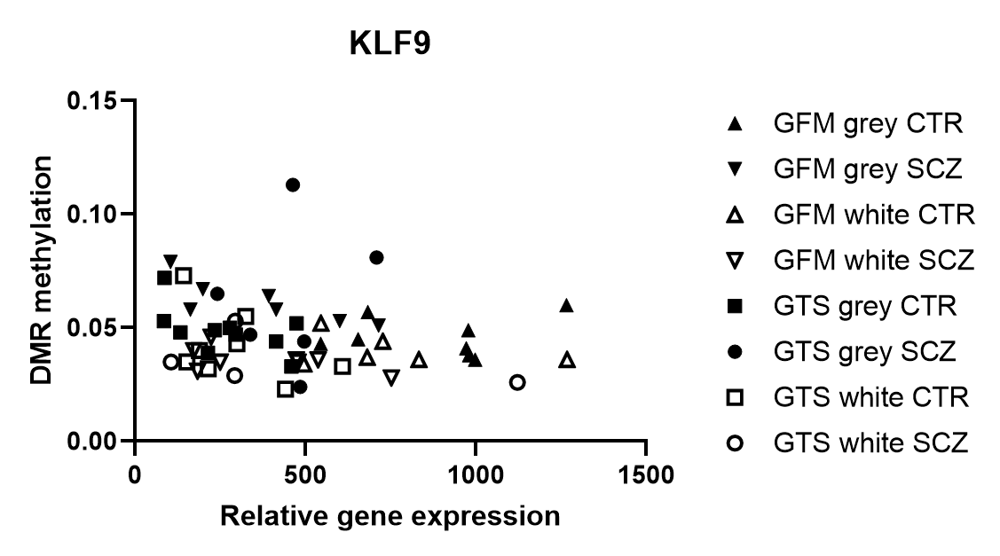 KLF9
0.15
0.10
0.05
0.00
DMR methylation
0
500
1000
1500
Relative gene expression
GFM grey CTR
GFM grey SCZ
GFM white CTR
GFM white SCZ
GTS grey CTR
GTS grey SCZ
GTS white CTR
GTS white SCZ